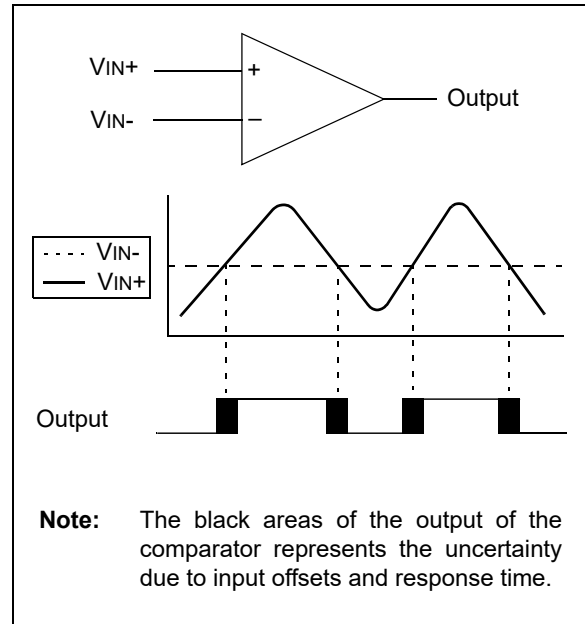 VIN+
+
Output
VIN-
–
VIN-
VIN+
Output
Note: The black areas of the output of the
comparator represents the uncertainty
due to input offsets and response time.